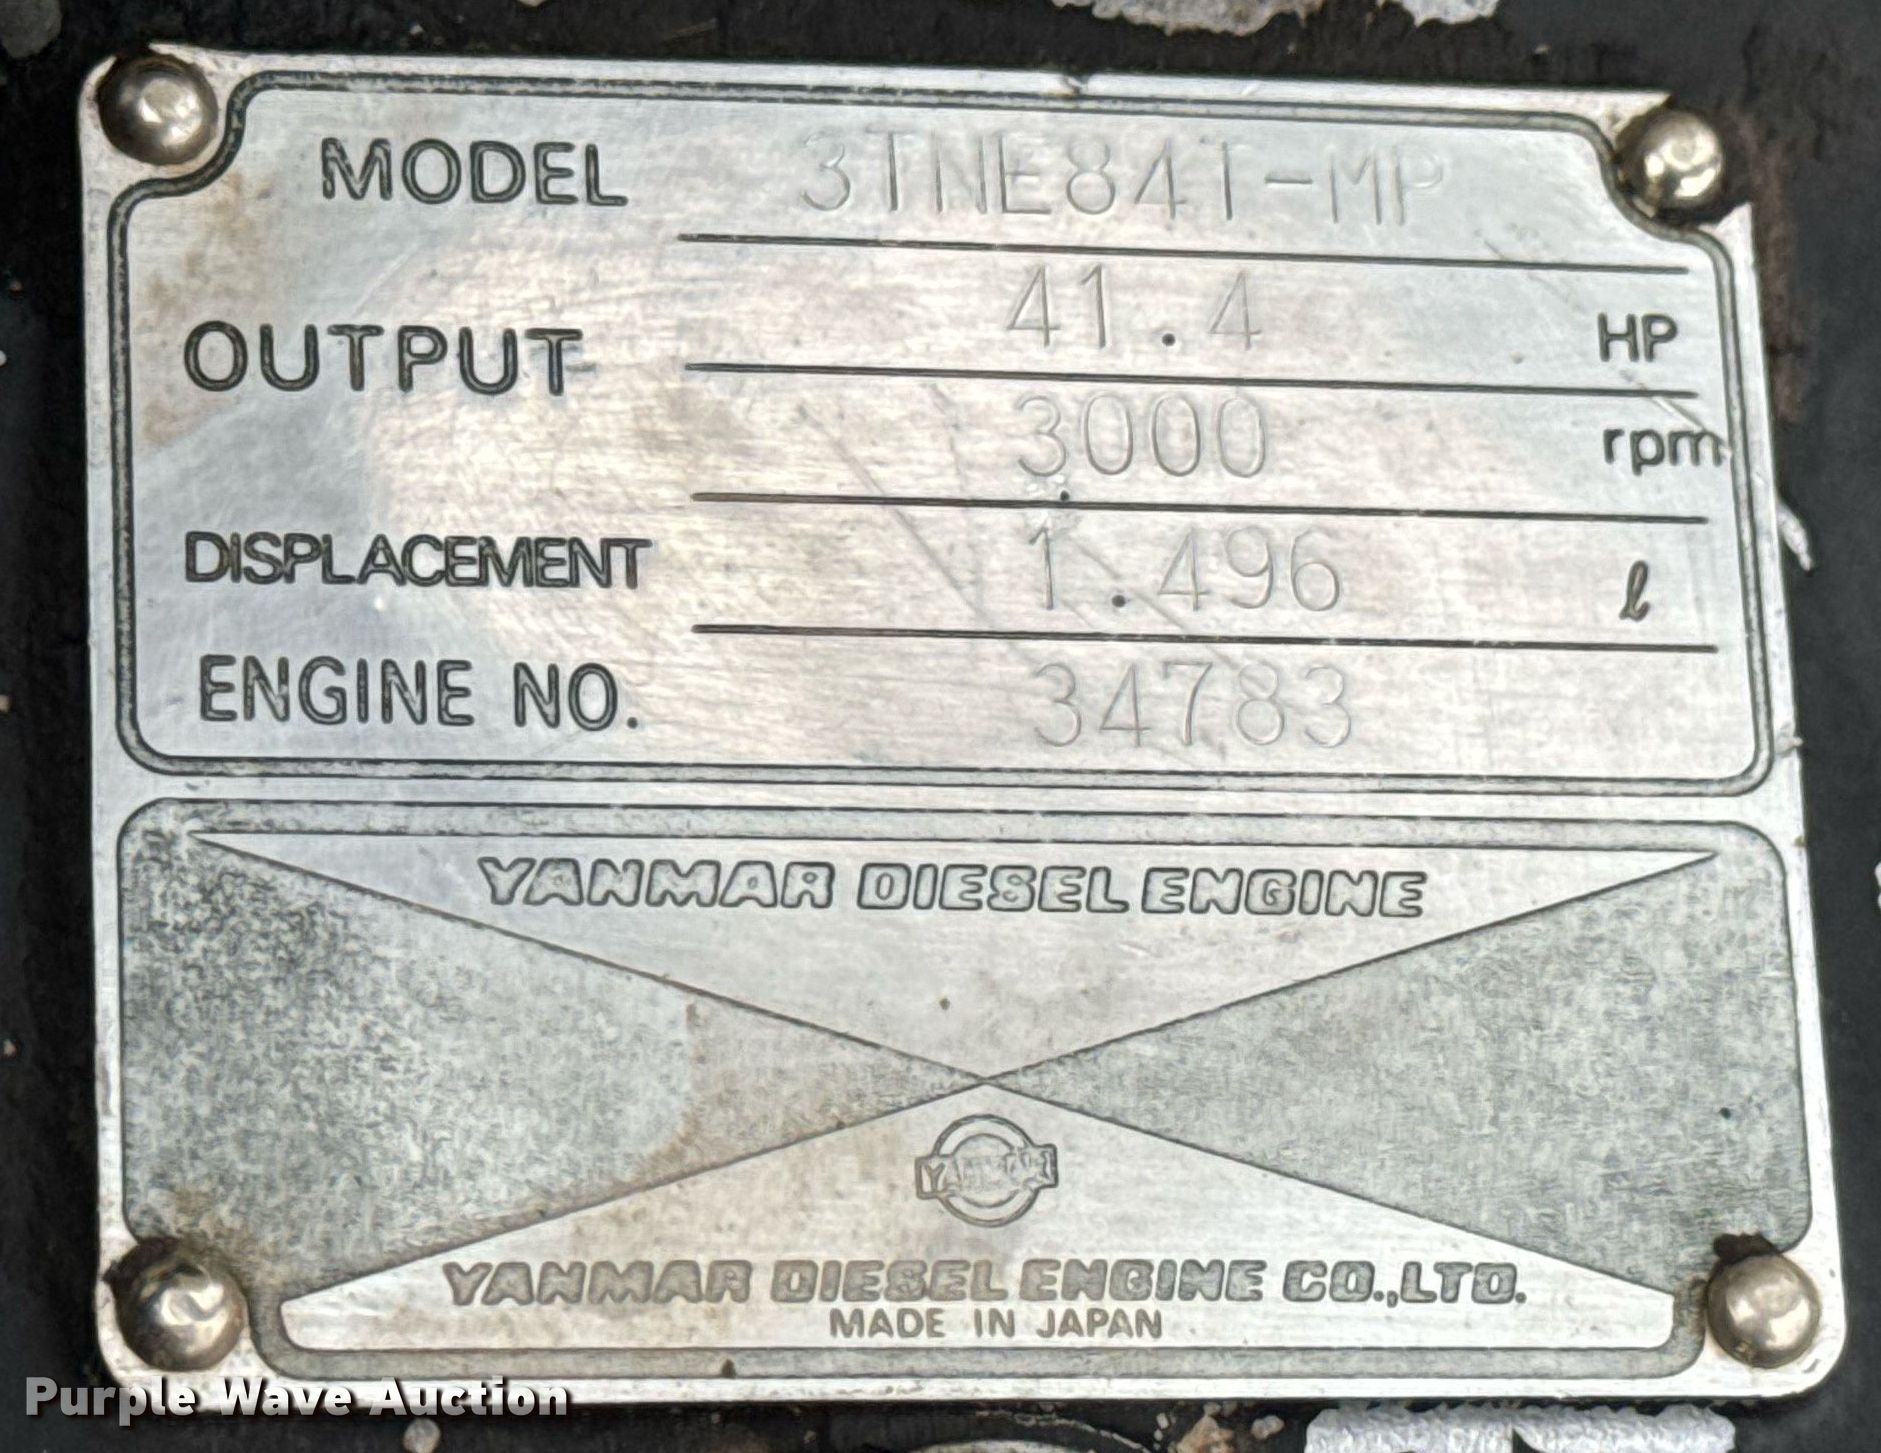 MODEL 3TNE84T-MP
OUTPUT 41.4 HP
3000 rpm
DISPLACEMENT 1.496 ℓ
ENGINE NO. 34783
YANMAR DIESEL ENGINE
YANMAR
YANMAR DIESEL ENGINE CO.,LTD.
MADE IN JAPAN
Purple Wave Auction